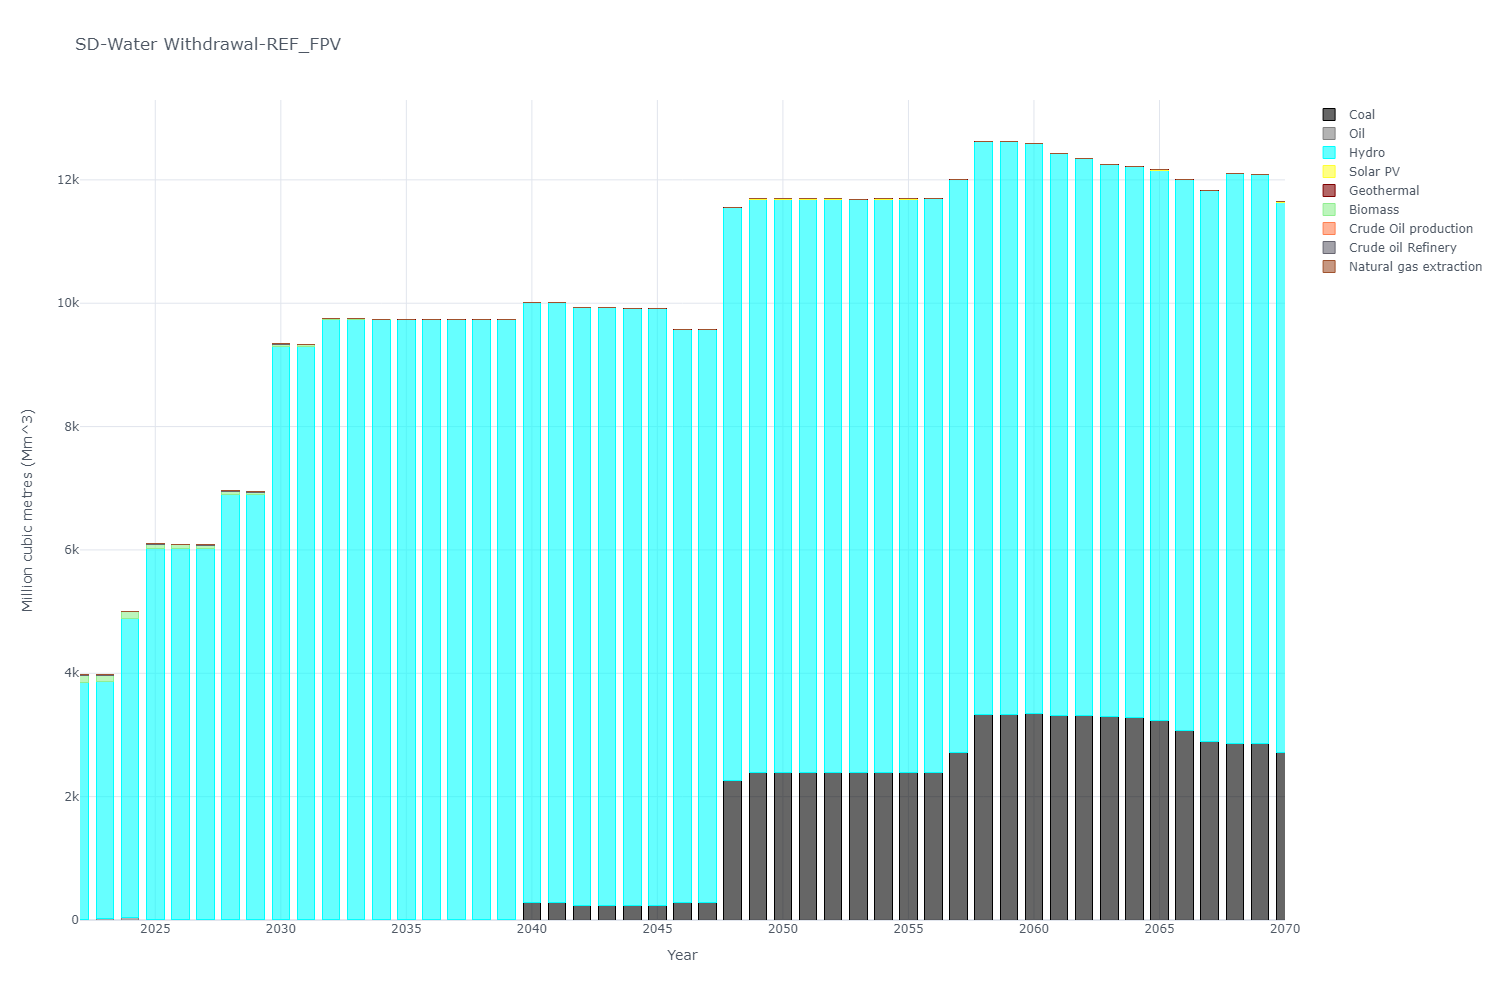 SD-Water Withdrawal-REF_FPV
Million cubic metres (Mm^3)
12k
10k
8k
6k
4k
2k
0
2025 2030 2035 2040 2045 2050 2055 2060 2065 2070
Year
Coal
Oil
Hydro
Solar PV
Geothermal
Biomass
Crude Oil production
Crude oil Refinery
Natural gas extraction